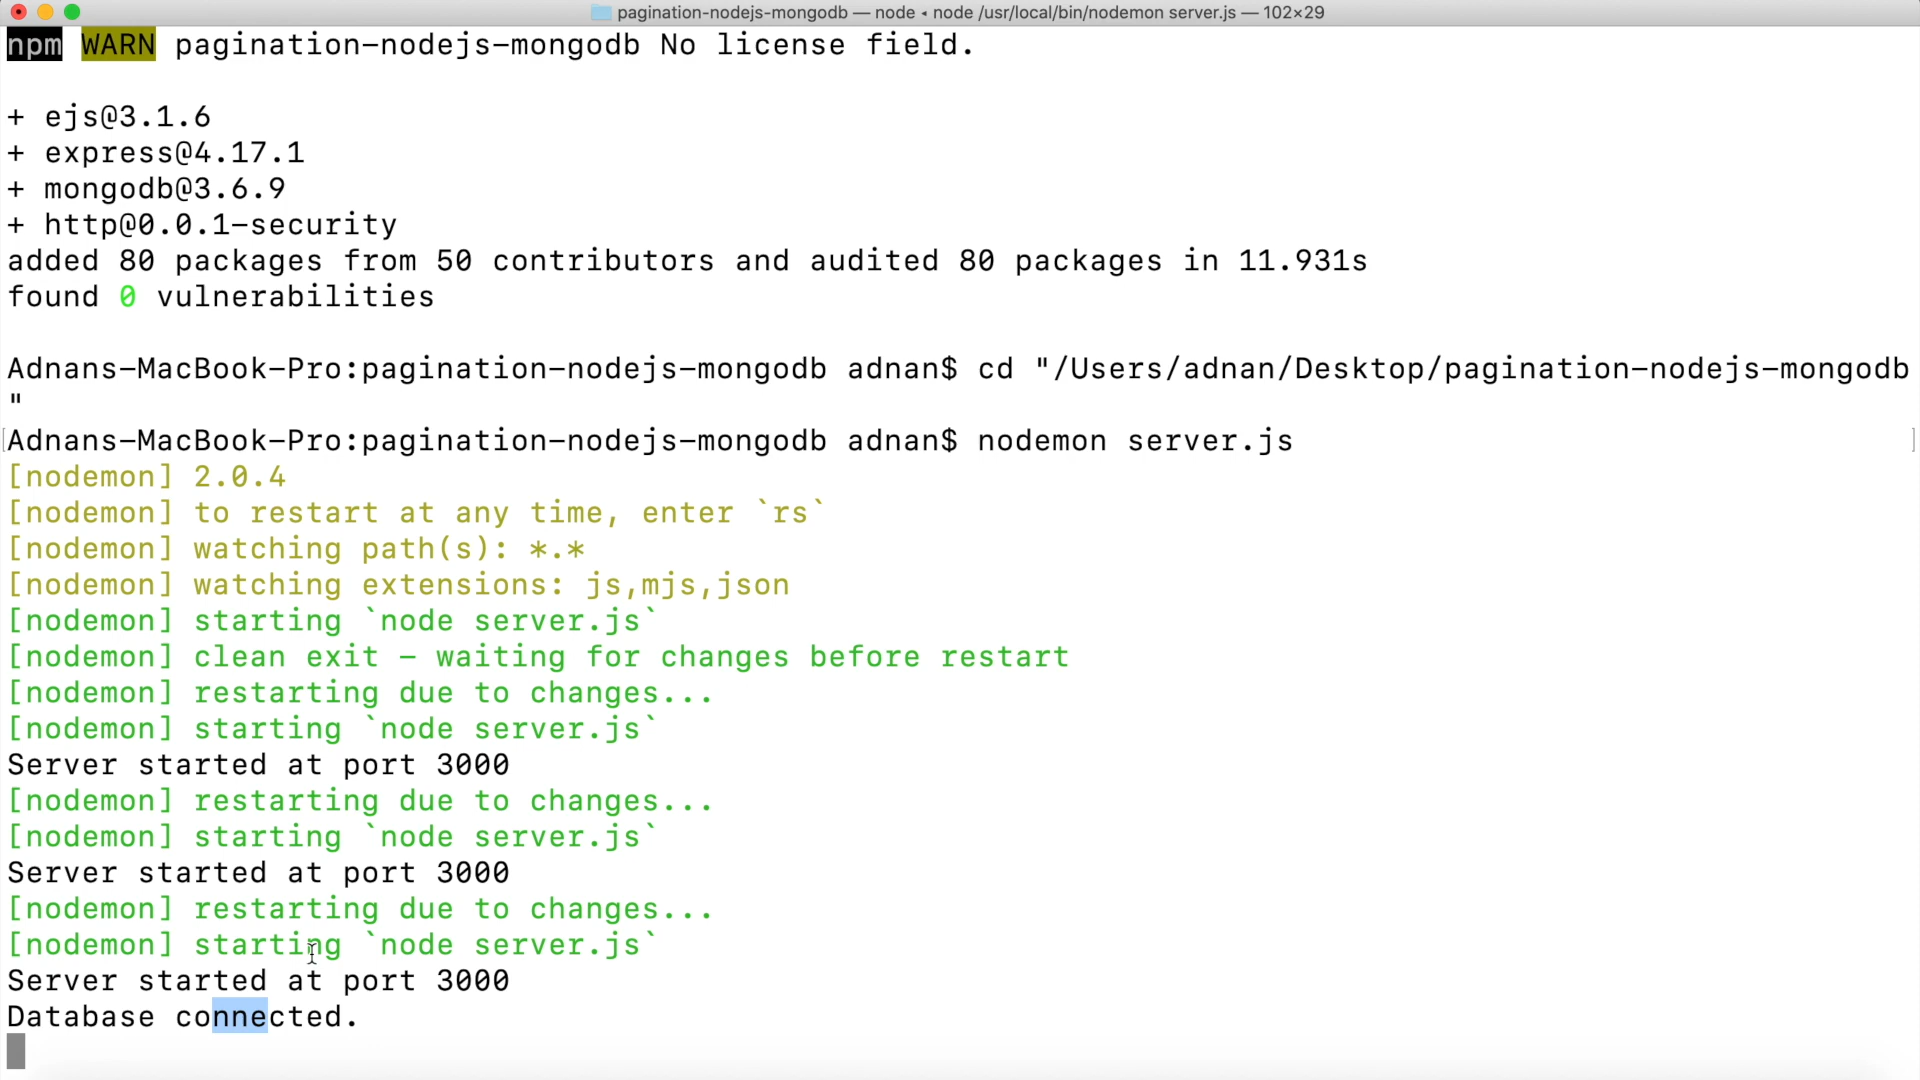 pagination-nodejs-mongodb — node ◂ node /usr/local/bin/nodemon server.js — 102×29
npm WARN pagination-nodejs-mongodb No license field.
+ ejs@3.1.6
+ express@4.17.1
+ mongodb@3.6.9
+ http@0.0.1-security
added 80 packages from 50 contributors and audited 80 packages in 11.931s
found 0 vulnerabilities
Adnans-MacBook-Pro:pagination-nodejs-mongodb adnan$ cd "/Users/adnan/Desktop/pagination-nodejs-mongodb
"
[Adnans-MacBook-Pro:pagination-nodejs-mongodb adnan$ nodemon server.js ]
[nodemon] 2.0.4
[nodemon] to restart at any time, enter `rs`
[nodemon] watching path(s): *.*
[nodemon] watching extensions: js,mjs,json
[nodemon] starting `node server.js`
[nodemon] clean exit - waiting for changes before restart
[nodemon] restarting due to changes...
[nodemon] starting `node server.js`
Server started at port 3000
[nodemon] restarting due to changes...
[nodemon] starting `node server.js`
Server started at port 3000
[nodemon] restarting due to changes...
[nodemon] starting `node server.js`
Server started at port 3000
Database connected.